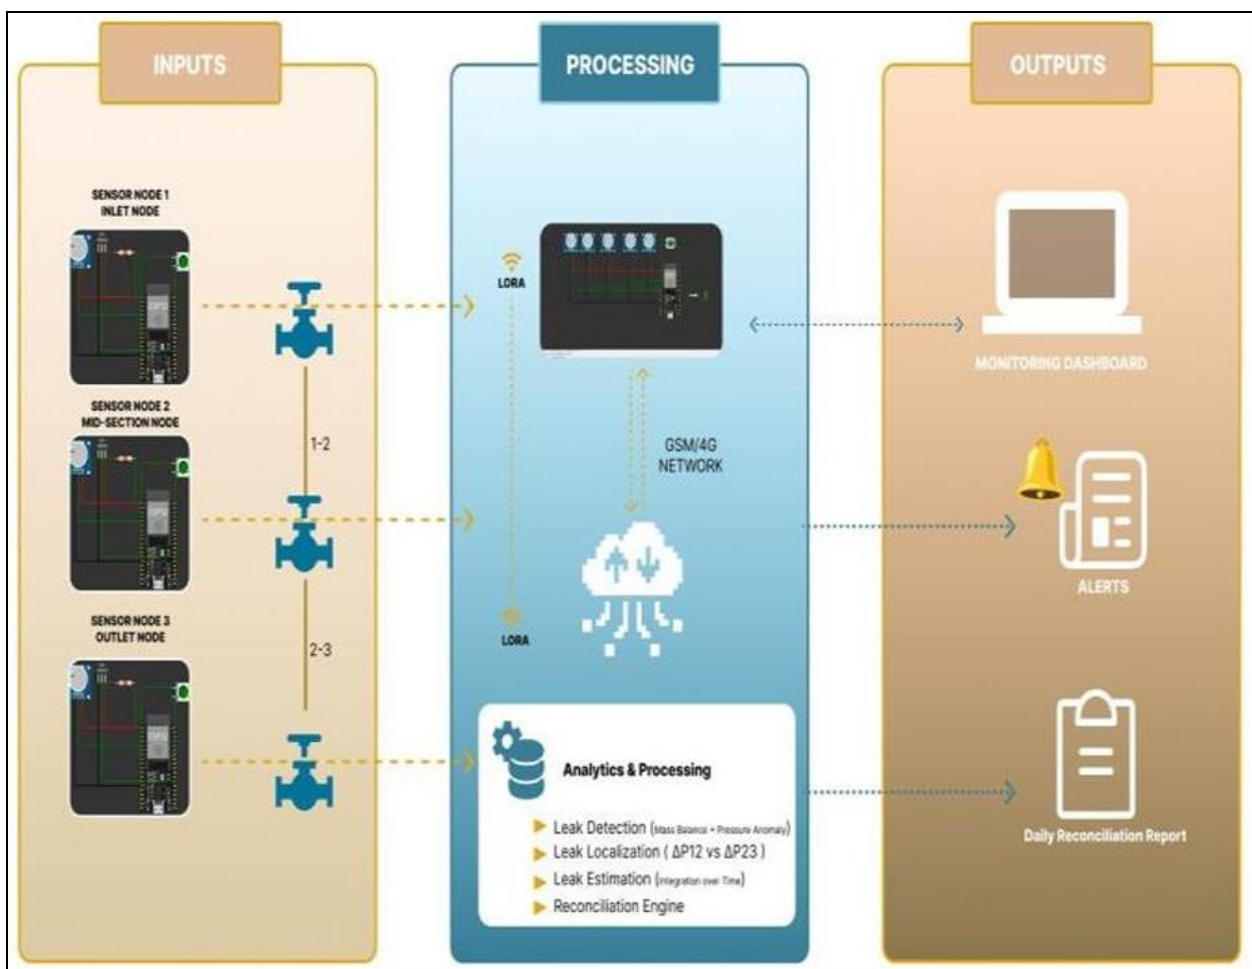 INPUTS
PROCESSING
OUTPUTS
SENSOR NODE 1
INLET NODE
SENSOR NODE 2
MID-SECTION NODE
1-2
SENSOR NODE 3
OUTLET NODE
2-3
LORA
GSM/4G
NETWORK
LORA
Analytics & Processing
Leak Detection (Mass Balance + Pressure Anomaly)
Leak Localization ( ΔP12 vs ΔP23 )
Leak Estimation (Integration over Time)
Reconciliation Engine
MONITORING DASHBOARD
ALERTS
Daily Reconciliation Report